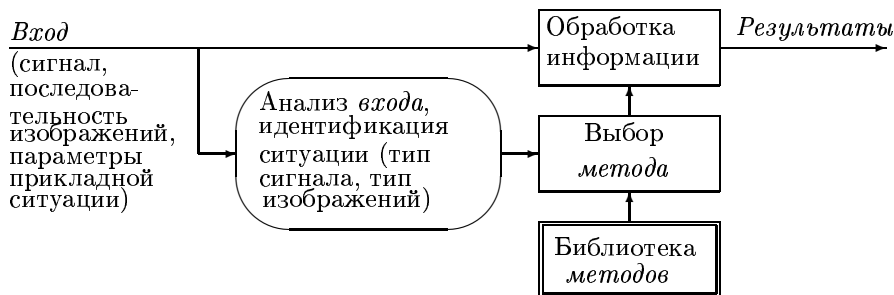 Вход
(сигнал,
последова-
тельность
изображений,
параметры
прикладной
ситуации)
Анализ входа,
идентификация
ситуации (тип
сигнала, тип
изображений)
Обработка
информации
Результаты
Выбор
метода
Библиотека
методов